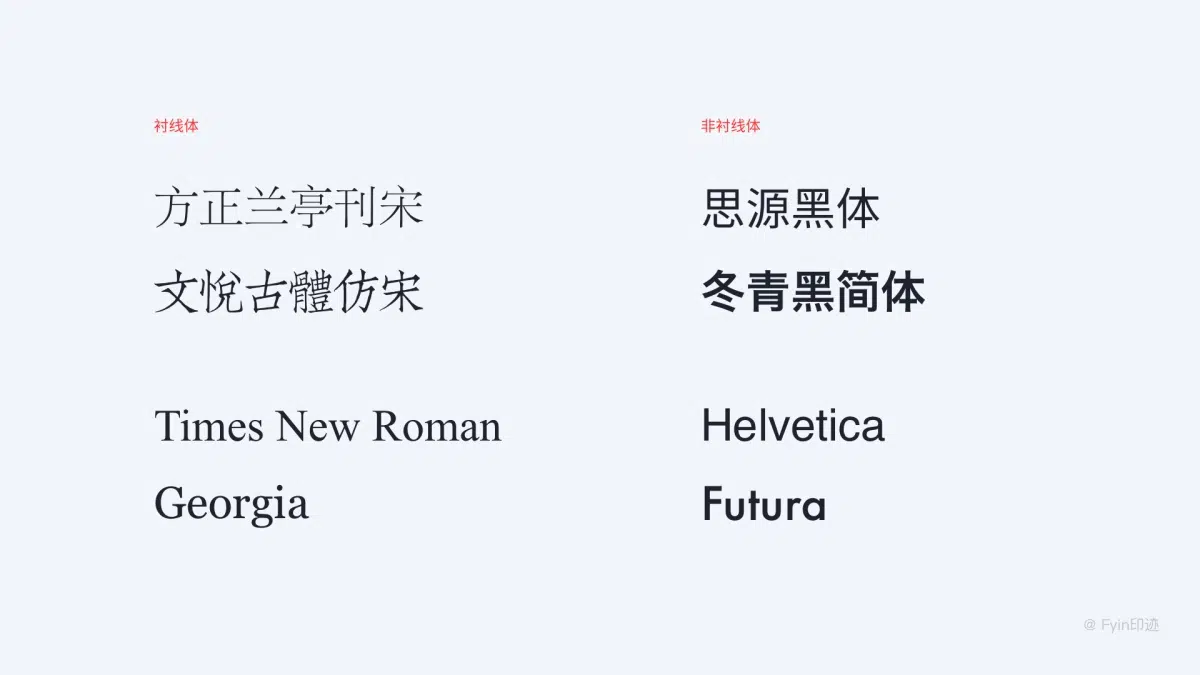 衬线体
方正兰亭刊宋
文悅古體仿宋
Times New Roman
Georgia
非衬线体
思源黑体
冬青黑简体
Helvetica
Futura
@ Fyin印迹